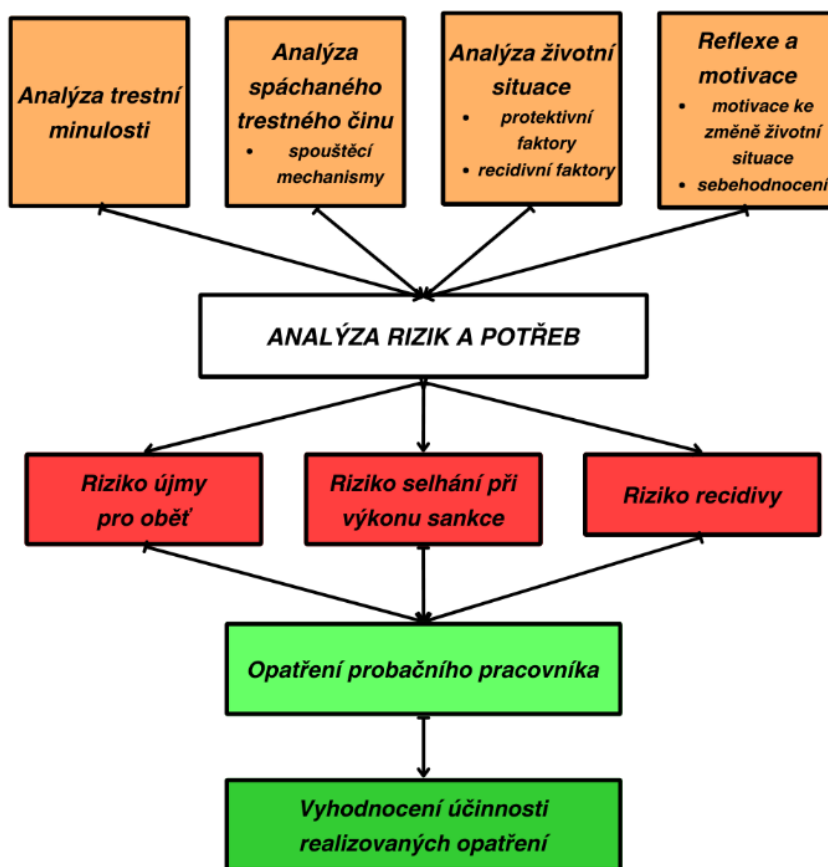 Analýza trestní
minulosti
Analýza
spáchaného
trestného činu
• spouštěcí
mechanismy
Analýza životní
situace
• protektivní
faktory
• recidivní faktory
Reflexe a
motivace
• motivace ke
změně životní
situace
• sebehodnocení
ANALÝZA RIZIK A POTŘEB
Riziko újmy
pro oběť
Riziko selhání při
výkonu sankce
Riziko recidivy
Opatření probačního pracovníka
Vyhodnocení účinnosti
realizovaných opatření